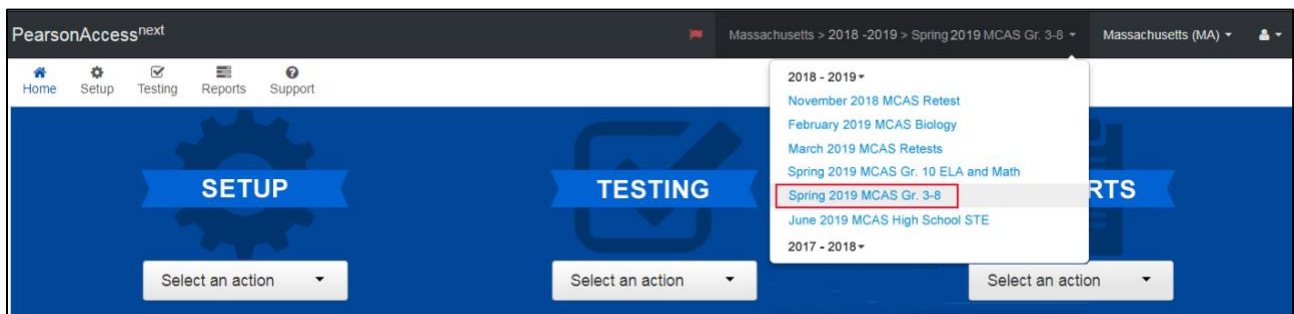 PearsonAccessnext
Massachusetts > 2018 -2019 > Spring 2019 MCAS Gr. 3-8
Massachusetts (MA)
Home
Setup
Testing
Reports
Support
2018 - 2019
November 2018 MCAS Retest
February 2019 MCAS Biology
March 2019 MCAS Retests
Spring 2019 MCAS Gr. 10 ELA and Math
Spring 2019 MCAS Gr. 3-8
June 2019 MCAS High School STE
2017 - 2018
SETUP
TESTING
RTS
Select an action
Select an action
Select an action